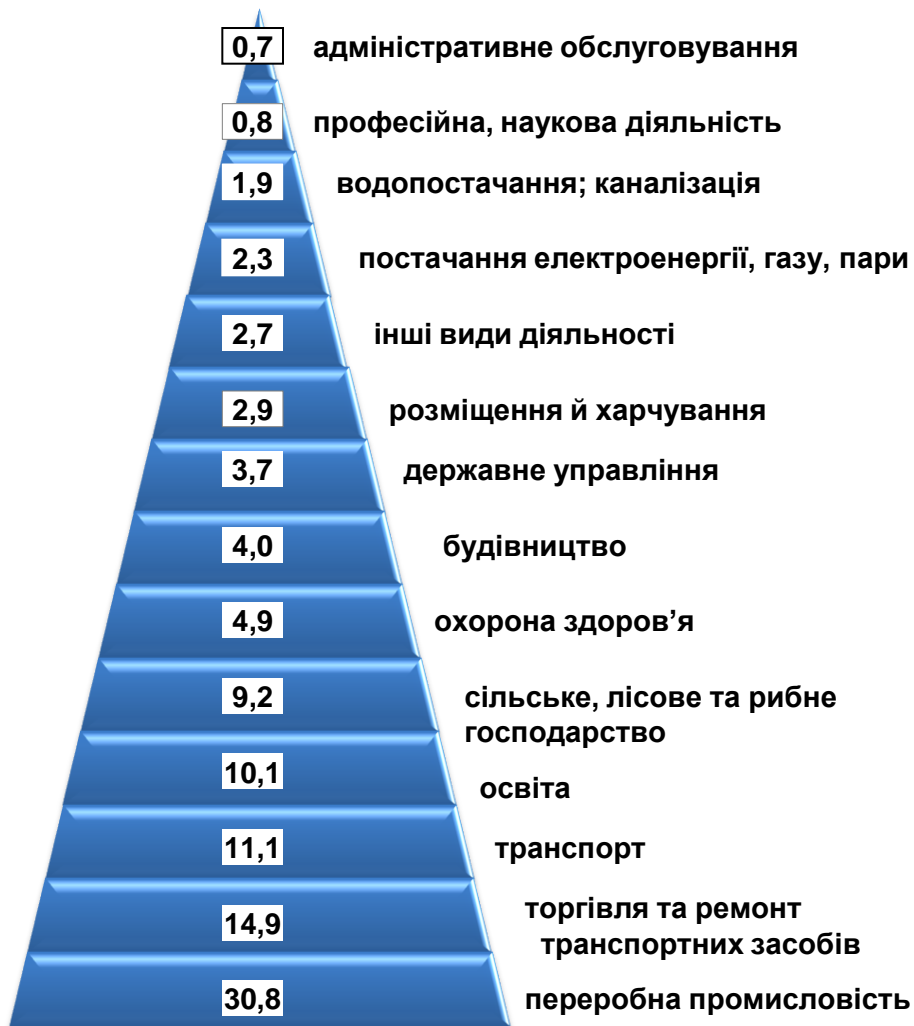 0,7 адміністративне обслуговування
0,8 професійна, наукова діяльність
1,9 водопостачання; каналізація
2,3 постачання електроенергії, газу, пари
2,7 інші види діяльності
2,9 розміщення й харчування
3,7 державне управління
4,0 будівництво
4,9 охорона здоров’я
9,2 сільське, лісове та рибне
господарство
10,1 освіта
11,1 транспорт
14,9 торгівля та ремонт
транспортних засобів
30,8 переробна промисловість